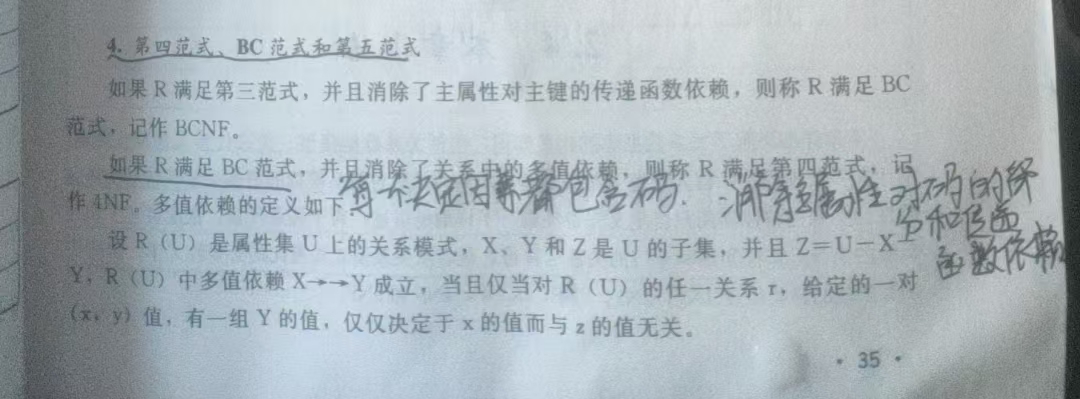 4. 第四范式、BC 范式和第五范式
如果 R 满足第三范式，并且消除了主属性对主键的传递函数依赖，则称 R 满足 BC
范式，记作 BCNF。
如果 R 满足 BC 范式，并且消除了关系中的多值依赖，则称 R 满足第四范式，记
作 4NF。多值依赖的定义如下
每个决定因素都包含码. 消除主属性对码的部
分和传递
函数依赖
设 R（U）是属性集 U 上的关系模式，X、Y 和 Z 是 U 的子集，并且 Z＝U－X－
Y，R（U）中多值依赖 X→→Y 成立，当且仅当对 R（U）的任一关系 r，给定的一对
（x，y）值，有一组 Y 的值，仅仅决定于 x 的值而与 z 的值无关。
· 35 ·